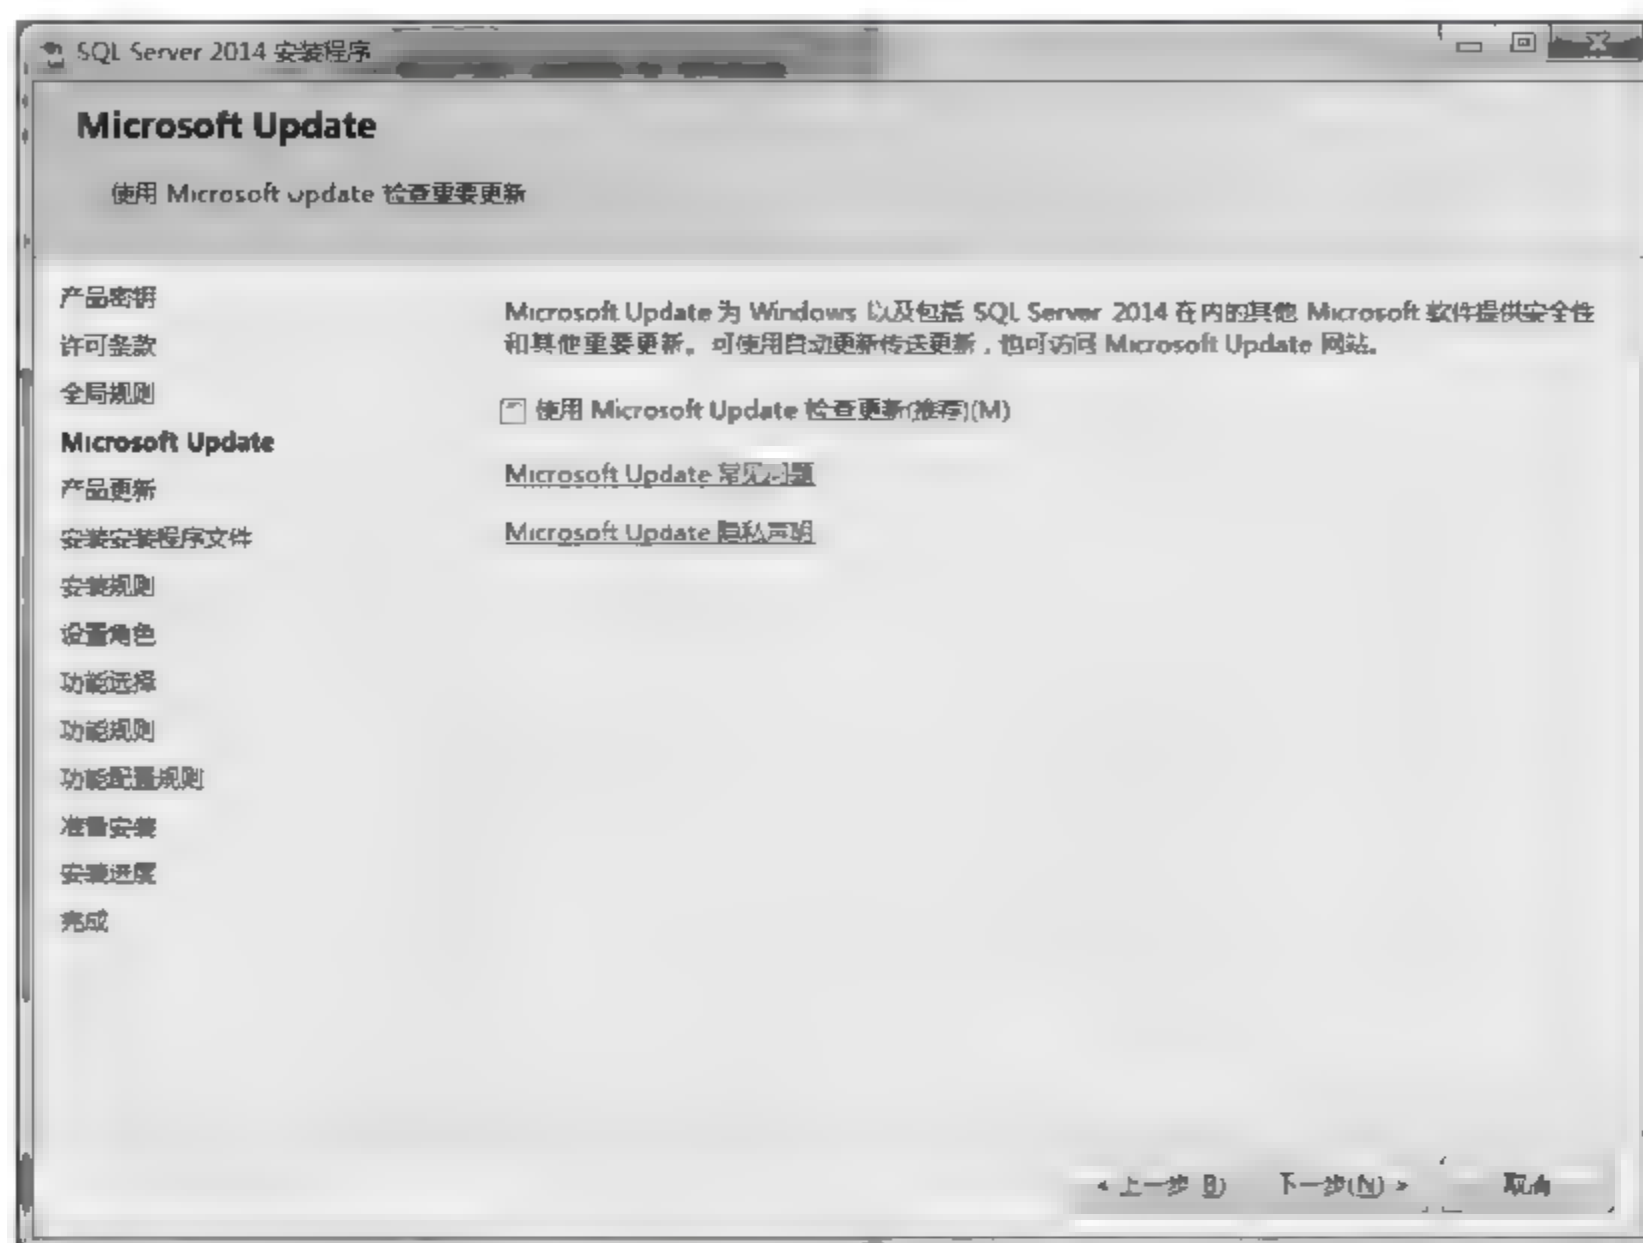 SQL Server 2014 安装程序
Microsoft Update
使用 Microsoft Update 检查重要更新
产品密钥
许可条款
全局规则
Microsoft Update
产品更新
安装安装程序文件
安装规则
设置角色
功能选择
功能规则
功能配置规则
准备安装
安装进度
完成
Microsoft Update 为 Windows 以及包括 SQL Server 2014 在内的其他 Microsoft 软件提供安全性
和其他重要更新。可使用自动更新传送更新，也可访问 Microsoft Update 网站。
使用 Microsoft Update 检查更新(推荐)(M)
Microsoft Update 常见问题
Microsoft Update 隐私声明
< 上一步(B)
下一步(N) >
取消